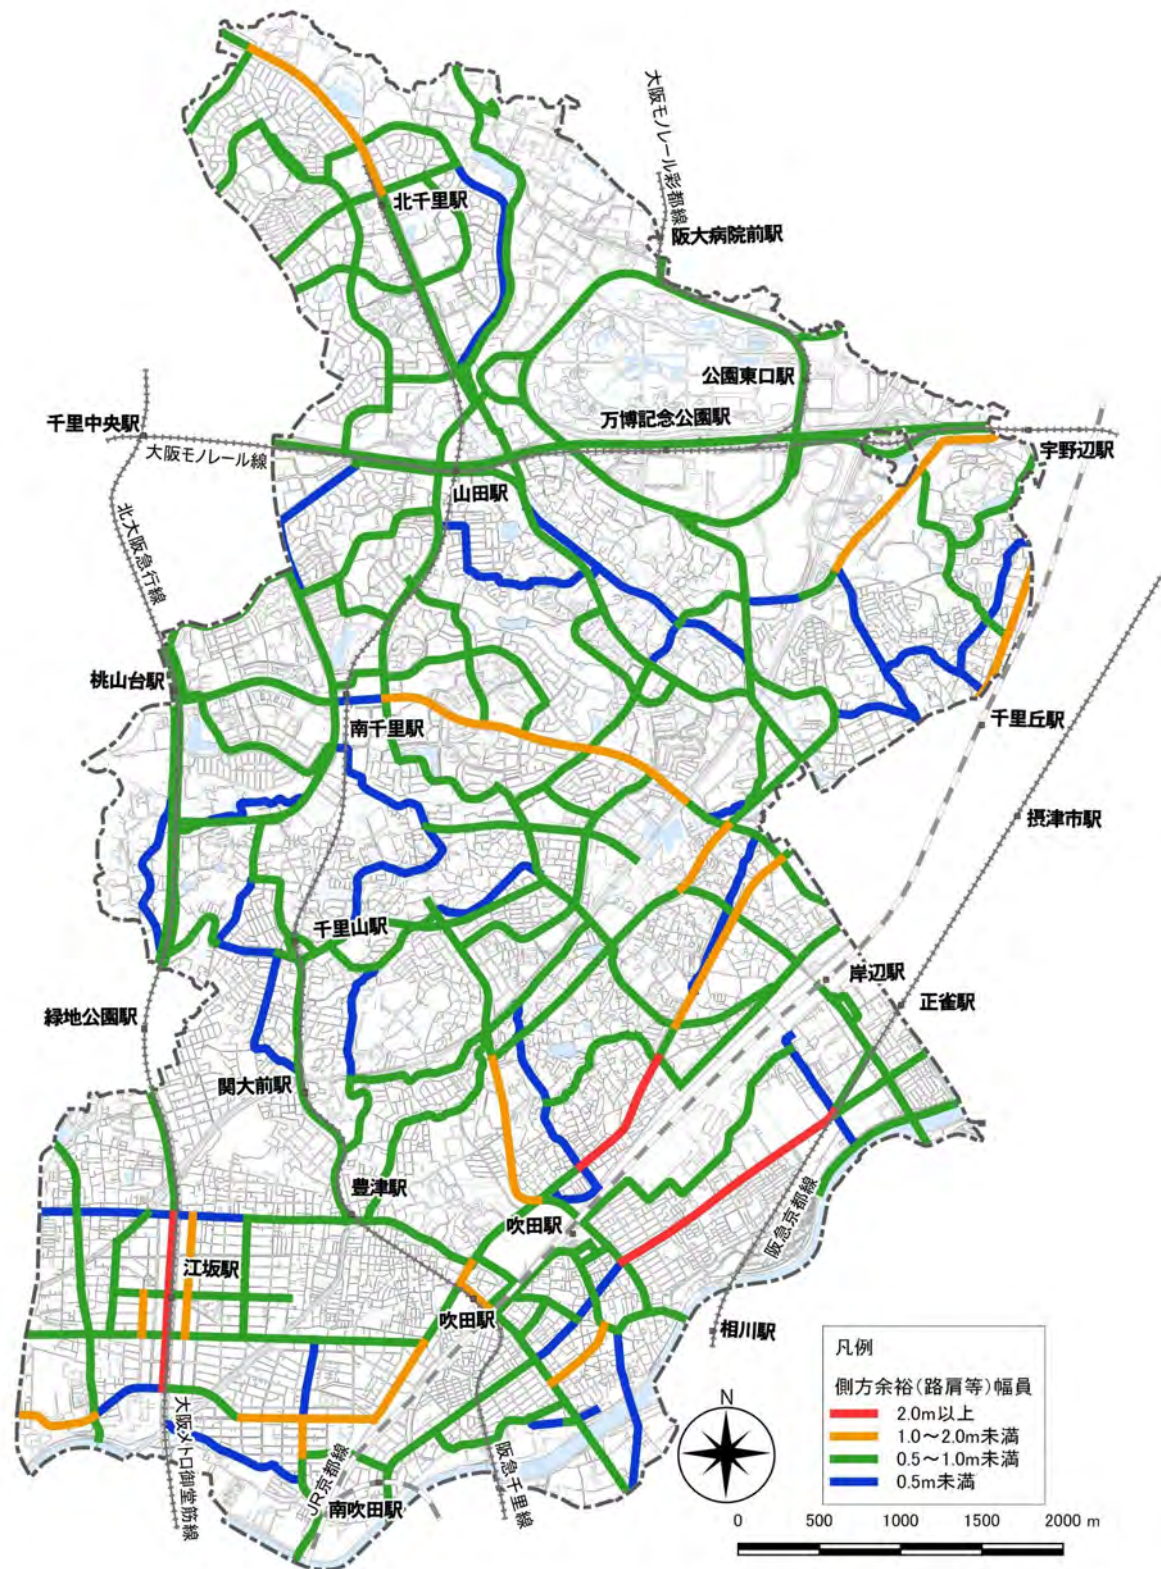 大阪モノレール彩都線
北千里駅
阪大病院前駅
公園東口駅
千里中央駅
万博記念公園駅
大阪モノレール線
宇野辺駅
山田駅
北大阪急行線
桃山台駅
南千里駅
千里丘駅
摂津市駅
千里山駅
岸辺駅
正雀駅
緑地公園駅
関大前駅
豊津駅
阪急京都線
吹田駅
江坂駅
吹田駅
相川駅
大阪メトロ御堂筋線
JR京都線
阪急千里線
南吹田駅
凡例
側方余裕(路肩等)幅員
2.0m以上
1.0～2.0m未満
0.5～1.0m未満
0.5m未満
N
0 500 1000 1500 2000 m